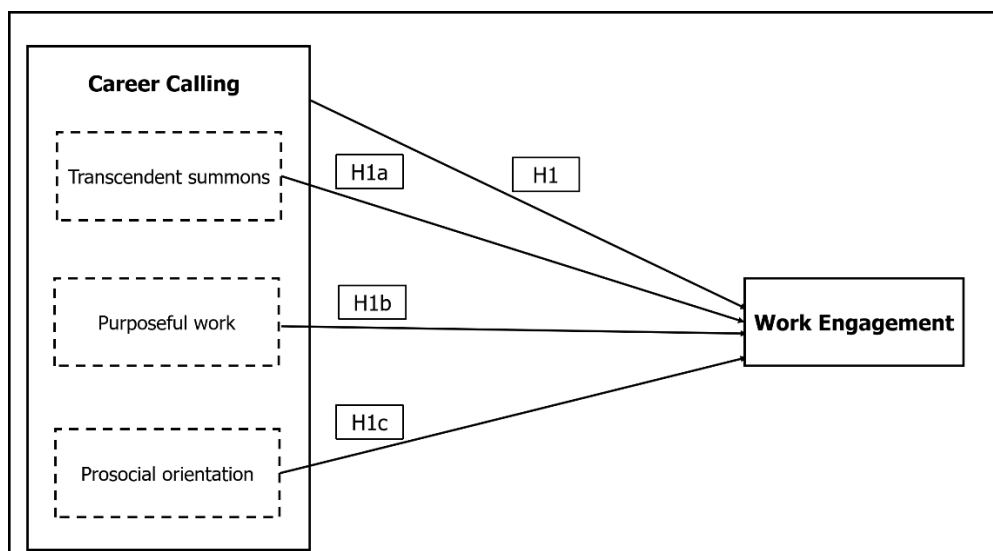 Career Calling
Transcendent summons
H1a
H1
Purposeful work
H1b
Work Engagement
H1c
Prosocial orientation